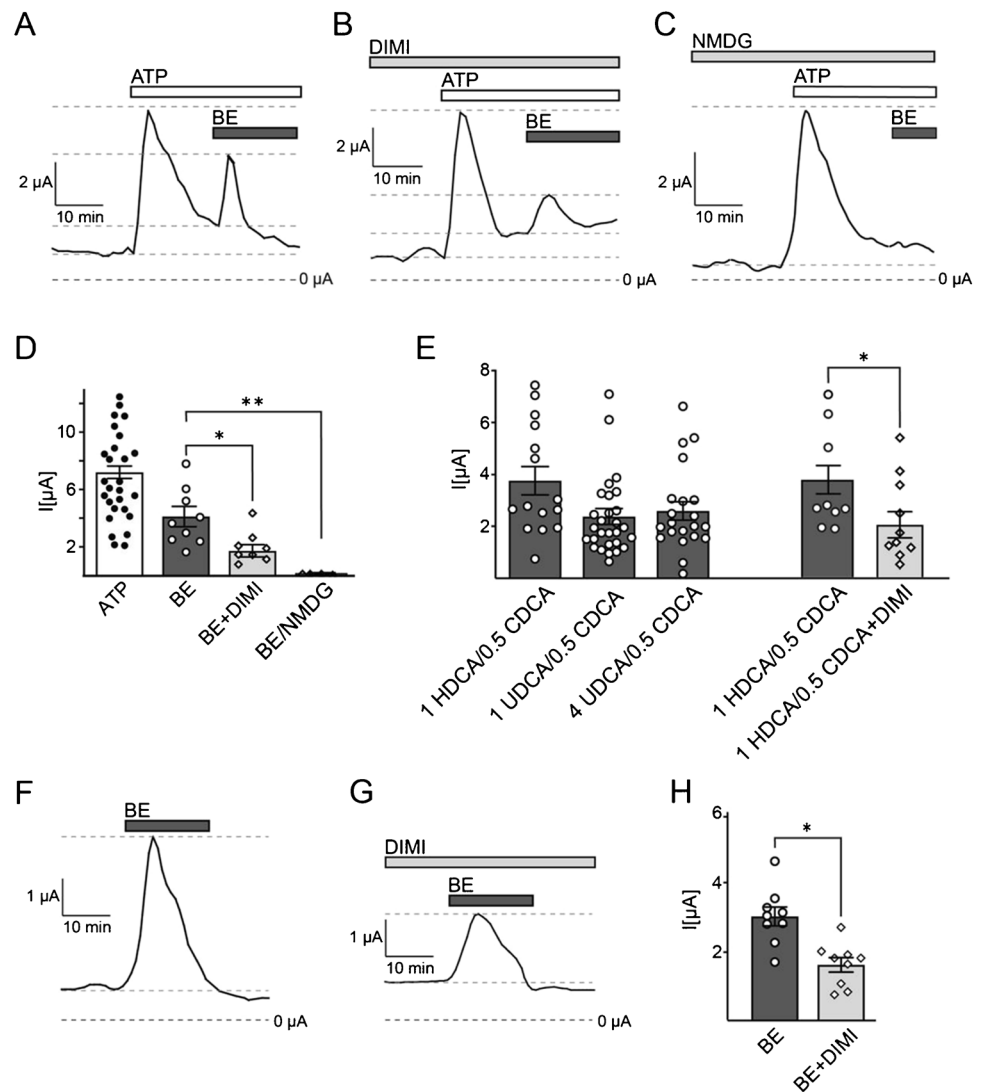 A
ATP
BE
2 µA
10 min
0 µA
B
DIMI
ATP
BE
2 µA
10 min
0 µA
C
NMDG
ATP
BE
2 µA
10 min
0 µA
D
I[µA]
10
6
2
ATP
BE
BE+DIMI
BE/NMDG
*
**
E
I[µA]
8
6
4
2
*
1 HDCA/0.5 CDCA
1 UDCA/0.5 CDCA
4 UDCA/0.5 CDCA
1 HDCA/0.5 CDCA
1 HDCA/0.5 CDCA+DIMI
F
BE
1 µA
10 min
0 µA
G
DIMI
BE
1 µA
10 min
0 µA
H
I[µA]
6
4
2
*
BE
BE+DIMI